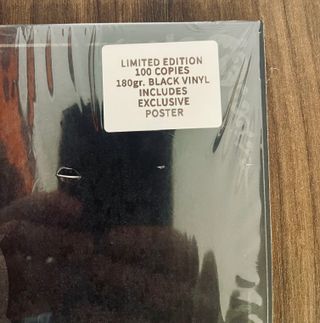 LIMITED EDITION
100 COPIES
180gr. BLACK VINYL
INCLUDES
EXCLUSIVE
POSTER